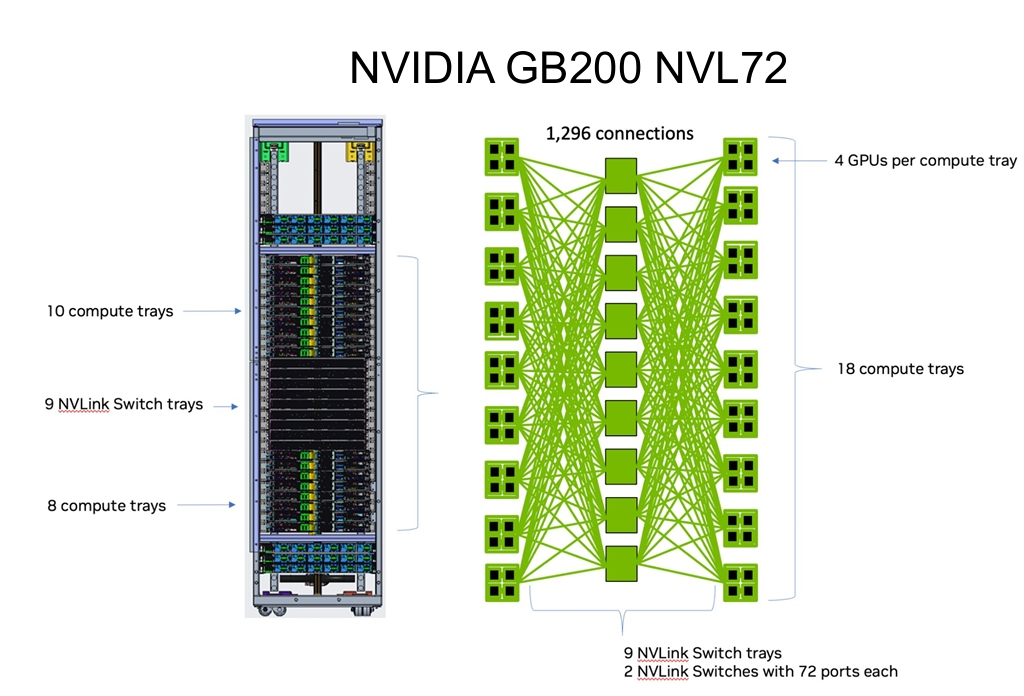 NVIDIA GB200 NVL72
1,296 connections
4 GPUs per compute tray
10 compute trays
18 compute trays
9 NVLink Switch trays
8 compute trays
9 NVLink Switch trays
2 NVLink Switches with 72 ports each